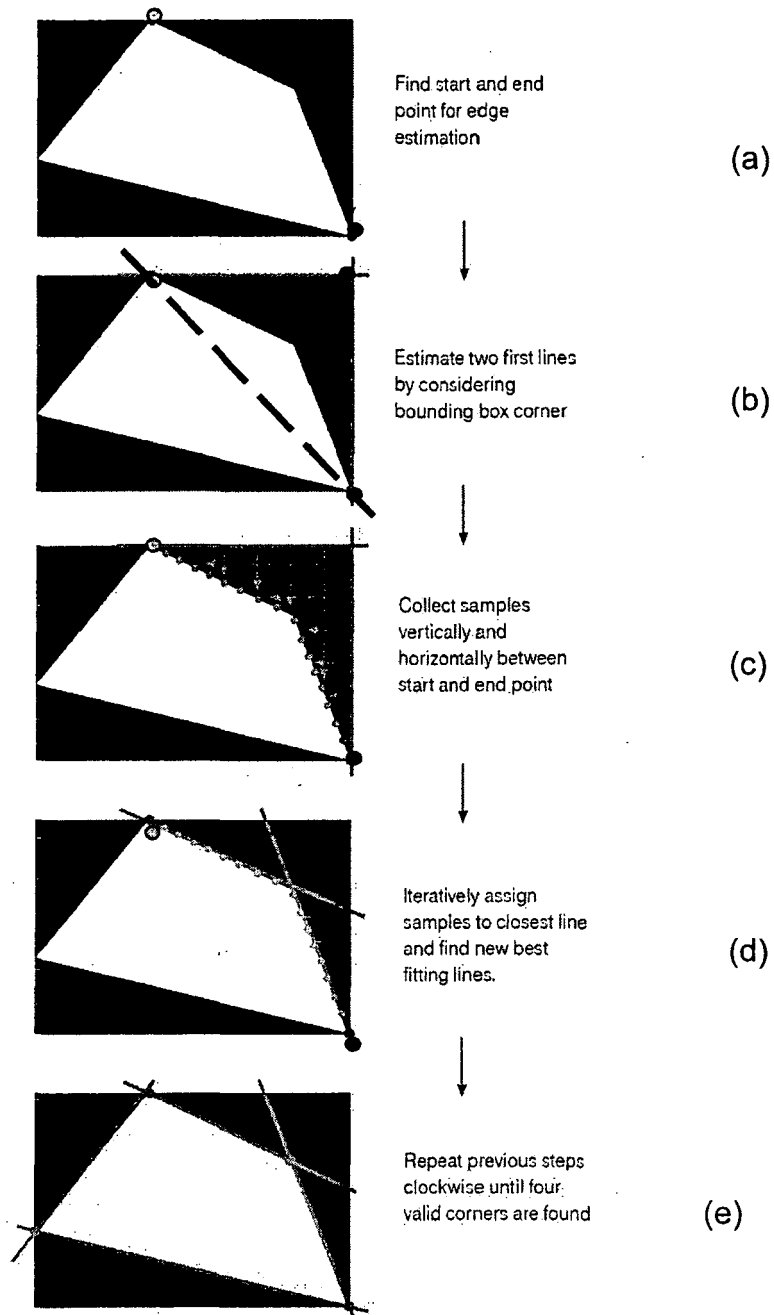 Find start and end
point for edge
estimation
(a)
Estimate two first lines
by considering
bounding box corner
(b)
Collect samples
vertically and
horizontally between
start and end point
(c)
Iteratively assign
samples to closest line
and find new best
fitting lines.
(d)
Repeat previous steps
clockwise until four
valid corners are found
(e)